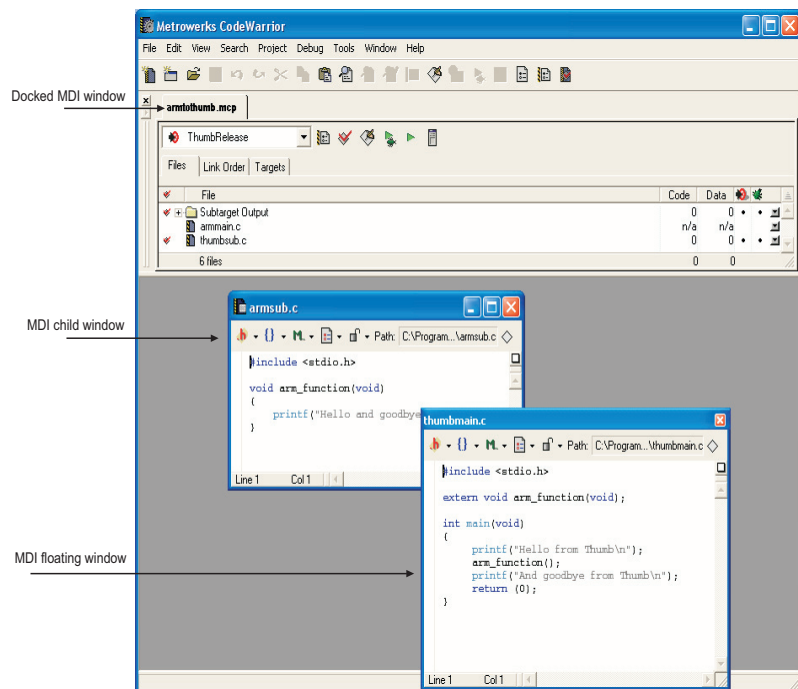 Metrowerks CodeWarrior
File Edit View Search Project Debug Tools Window Help
Docked MDI window
armtothumb.mcp
ThumbRelease
Files Link Order Targets
File Code Data
Subtarget Output 0 0
armmain.c n/a n/a
thumbsub.c 0 0
6 files 0 0
MDI child window
armsub.c
.h {} M. Path: C:\Program...\armsub.c
#include <stdio.h>
void arm_function(void)
{
printf("Hello and goodbye
}
Line 1 Col 1
MDI floating window
thumbmain.c
.h {} M. Path: C:\Program...\thumbmain.c
#include <stdio.h>
extern void arm_function(void);
int main(void)
{
printf("Hello from Thumb\n");
arm_function();
printf("And goodbye from Thumb\n");
return (0);
}
Line 1 Col 1